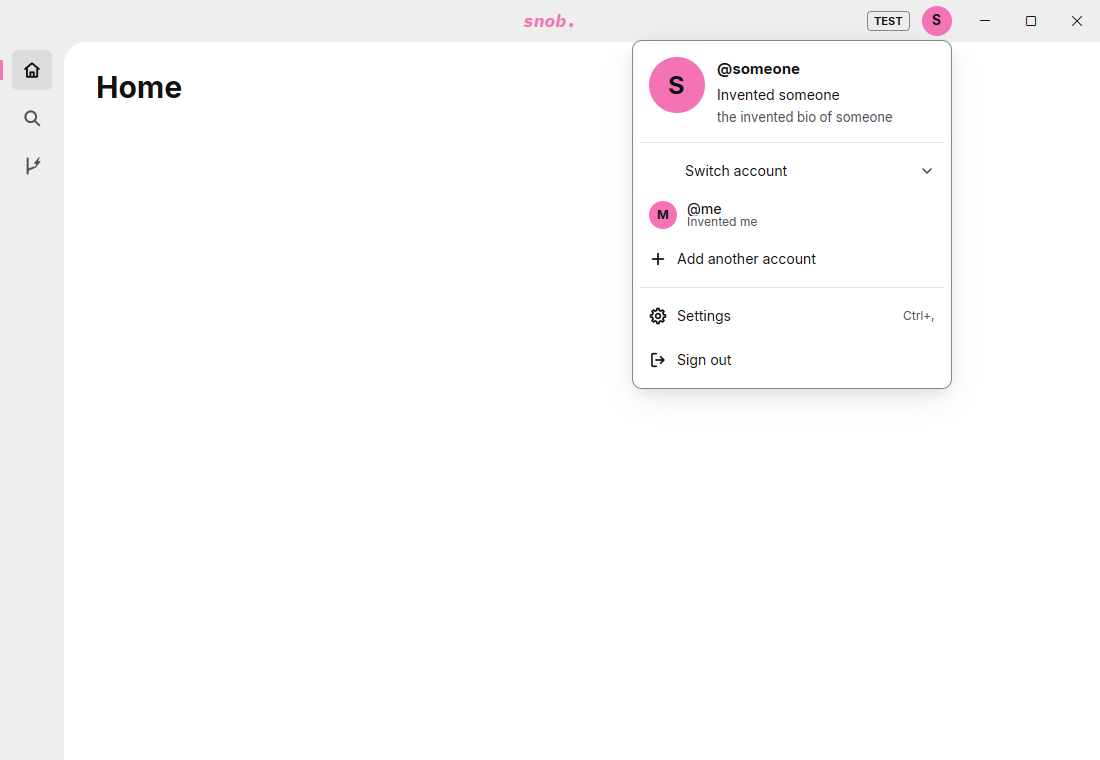 snob.
TEST
S
Home
S
@someone
Invented someone
the invented bio of someone
Switch account
M
@me
Invented me
Add another account
Settings
Ctrl+,
Sign out